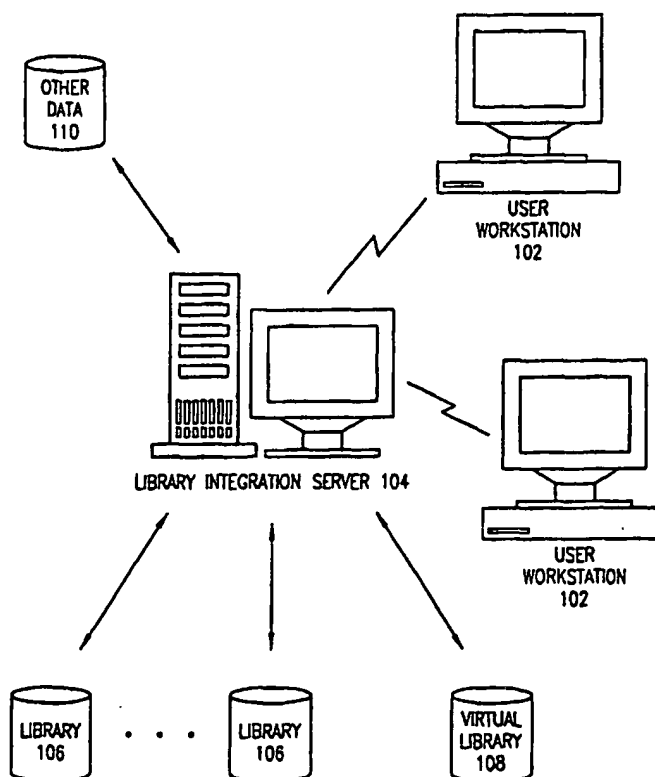 OTHER
DATA
110
USER
WORKSTATION
102
LIBRARY INTEGRATION SERVER 104
USER
WORKSTATION
102
LIBRARY
106
. . .
LIBRARY
106
VIRTUAL
LIBRARY
108